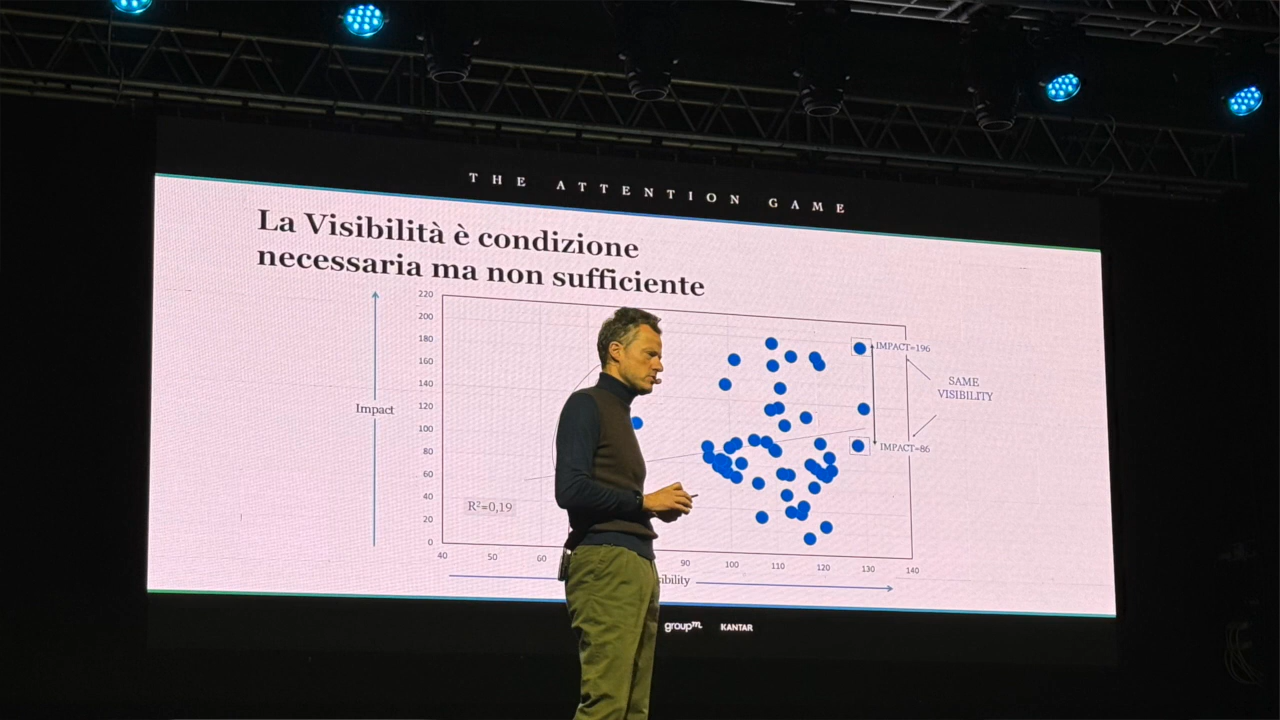 THE ATTENTION GAME
La Visibilità è condizione
necessaria ma non sufficiente
220
200
180
160
140
120
100
80
60
40
20
0
Impact
R²=0,19
IMPACT=196
SAME
VISIBILITY
IMPACT=86
40 50 60 90 100 110 120 130 140
ibility
groupm KANTAR